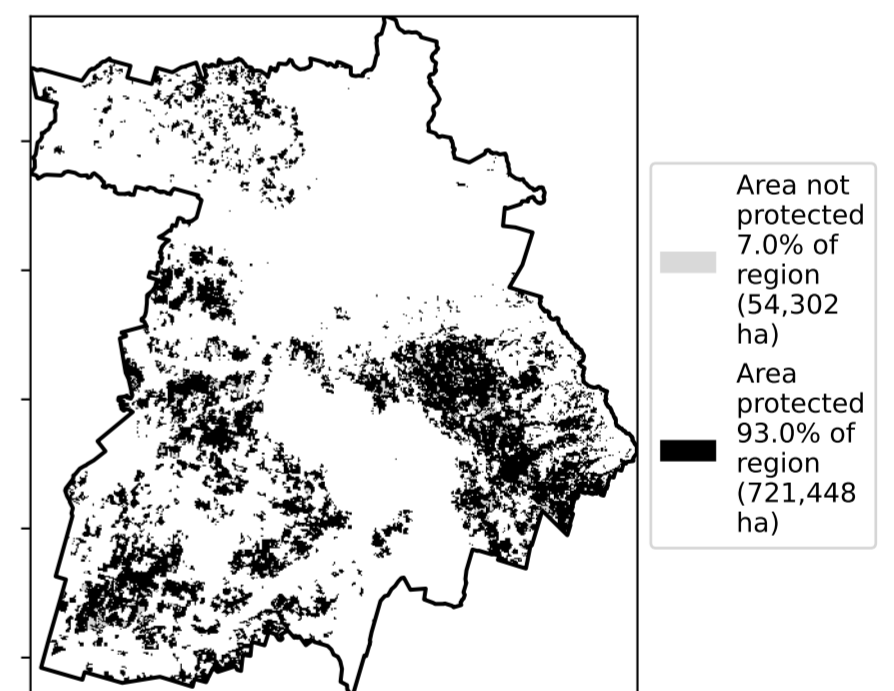 Area not
protected
7.0% of
region
(54,302
ha)
Area
protected
93.0% of
region
(721,448
ha)